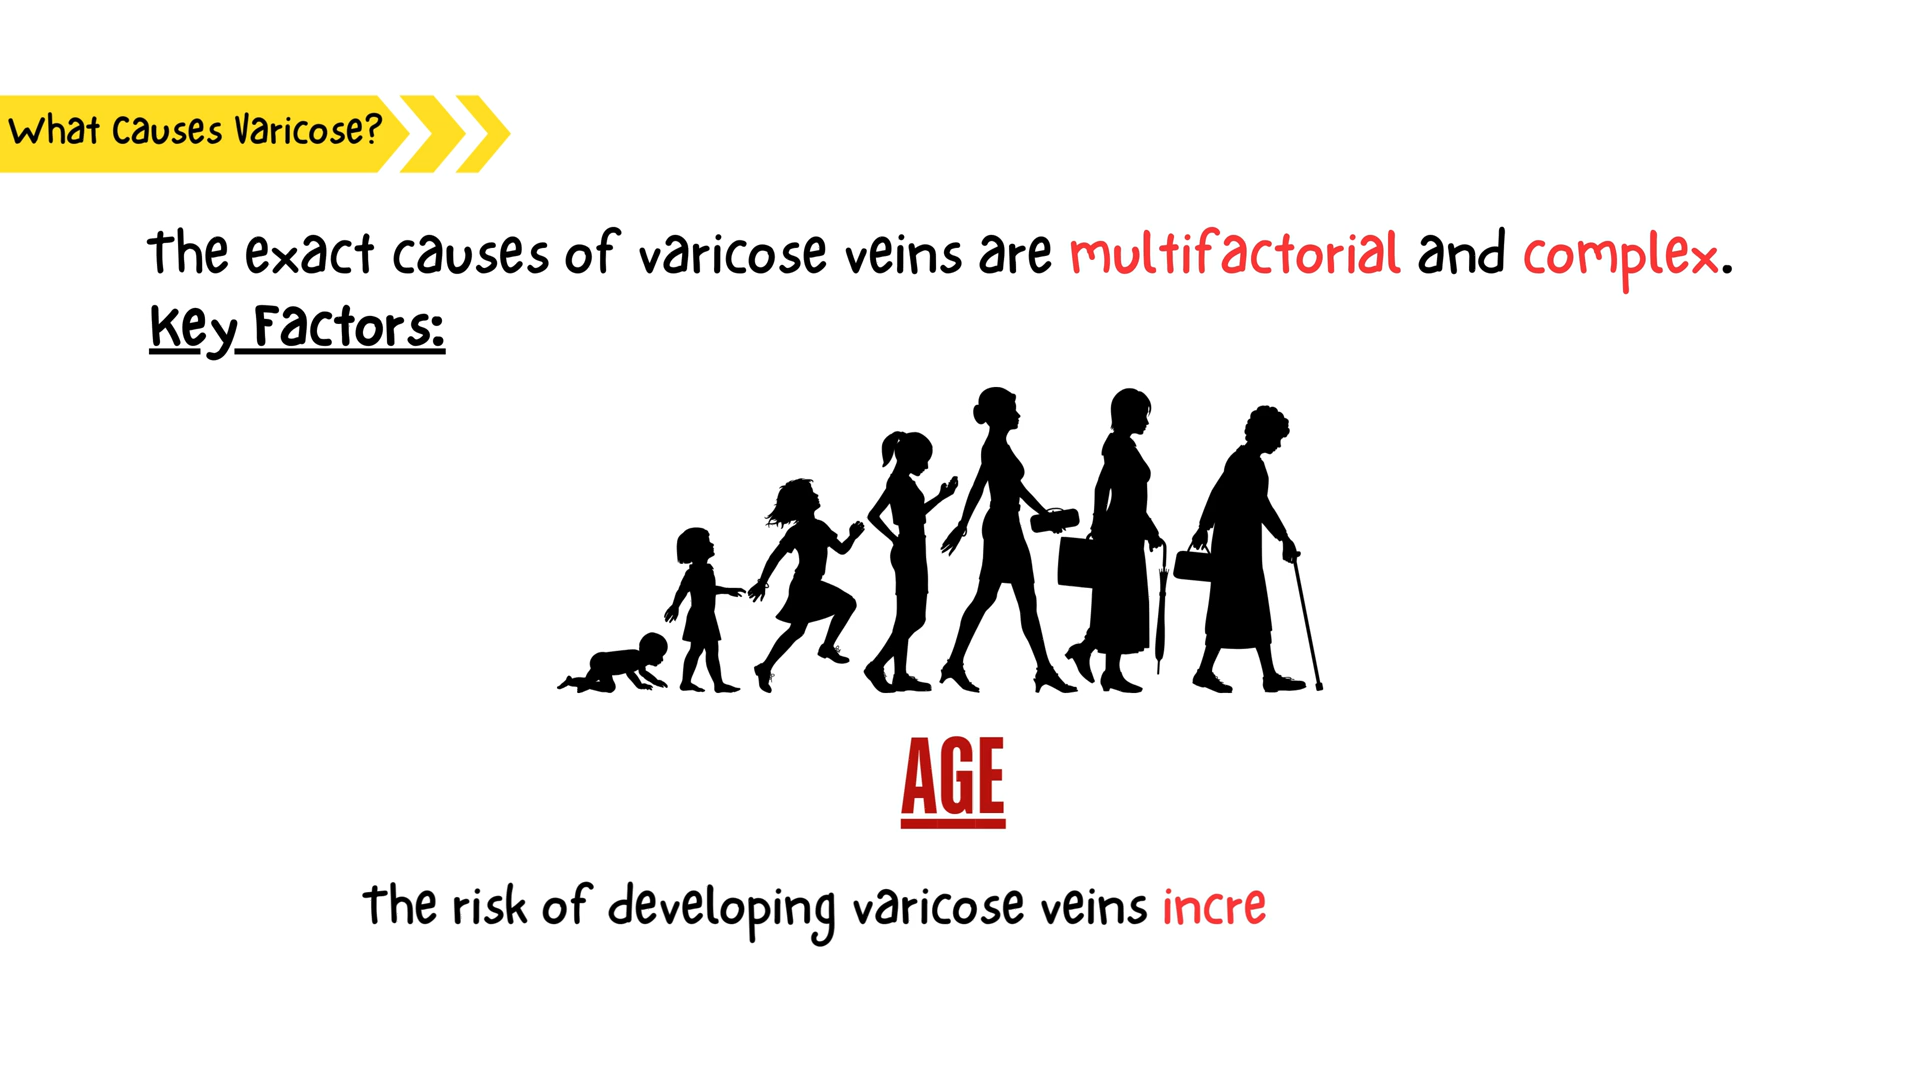 What Causes Varicose?
The exact causes of varicose veins are multifactorial and complex.
Key Factors:
AGE
The risk of developing varicose veins incre